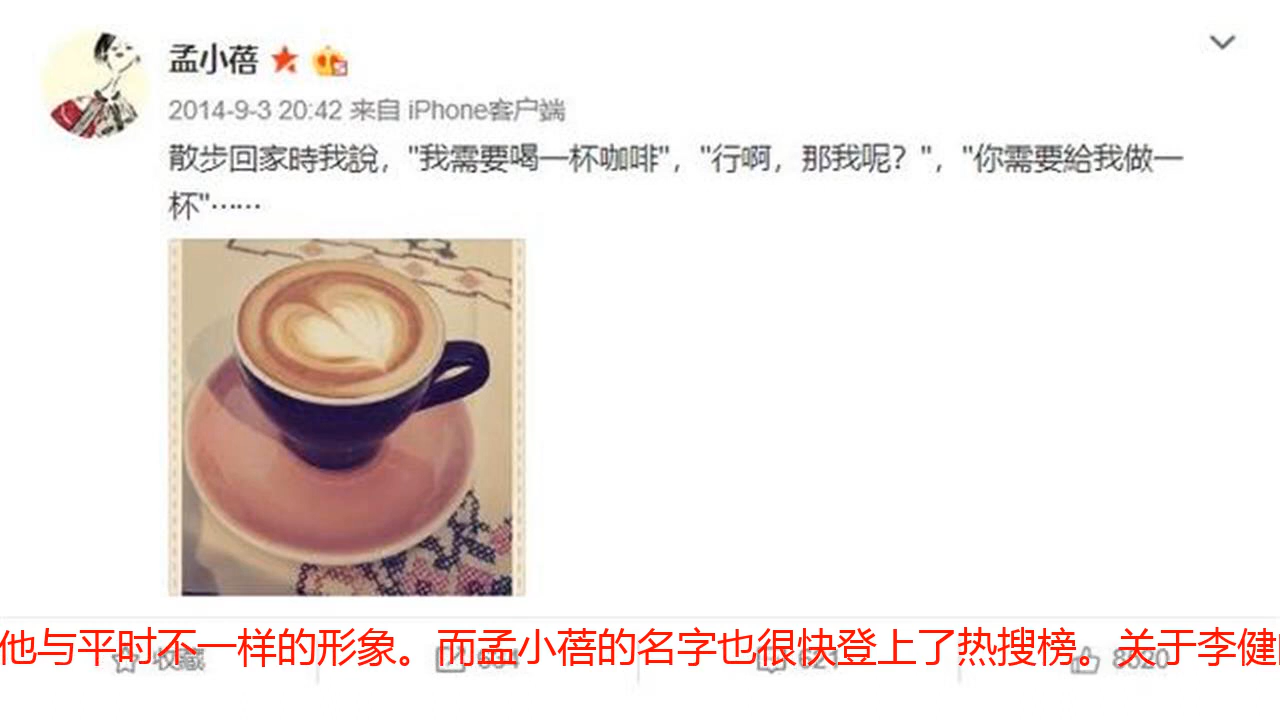 孟小蓓
2014-9-3 20:42 来自 iPhone客户端
散步回家時我說，"我需要喝一杯咖啡"，"行啊，那我呢？"，"你需要給我做一
杯"……
他与平时不一样的形象。而孟小蓓的名字也很快登上了热搜榜。关于李健
收藏
621
8520